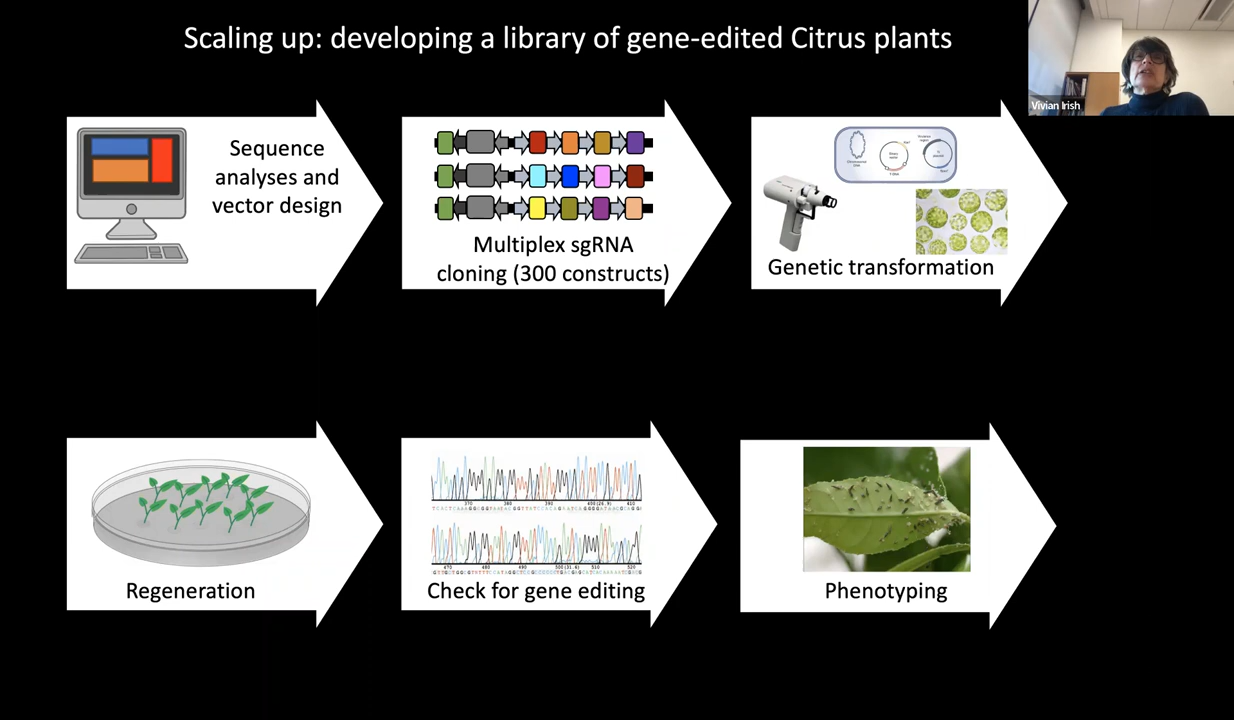 Scaling up: developing a library of gene-edited Citrus plants
Vivian Irish
Sequence
analyses and
vector design
Multiplex sgRNA
cloning (300 constructs)
Genetic transformation
Regeneration
Check for gene editing
Phenotyping